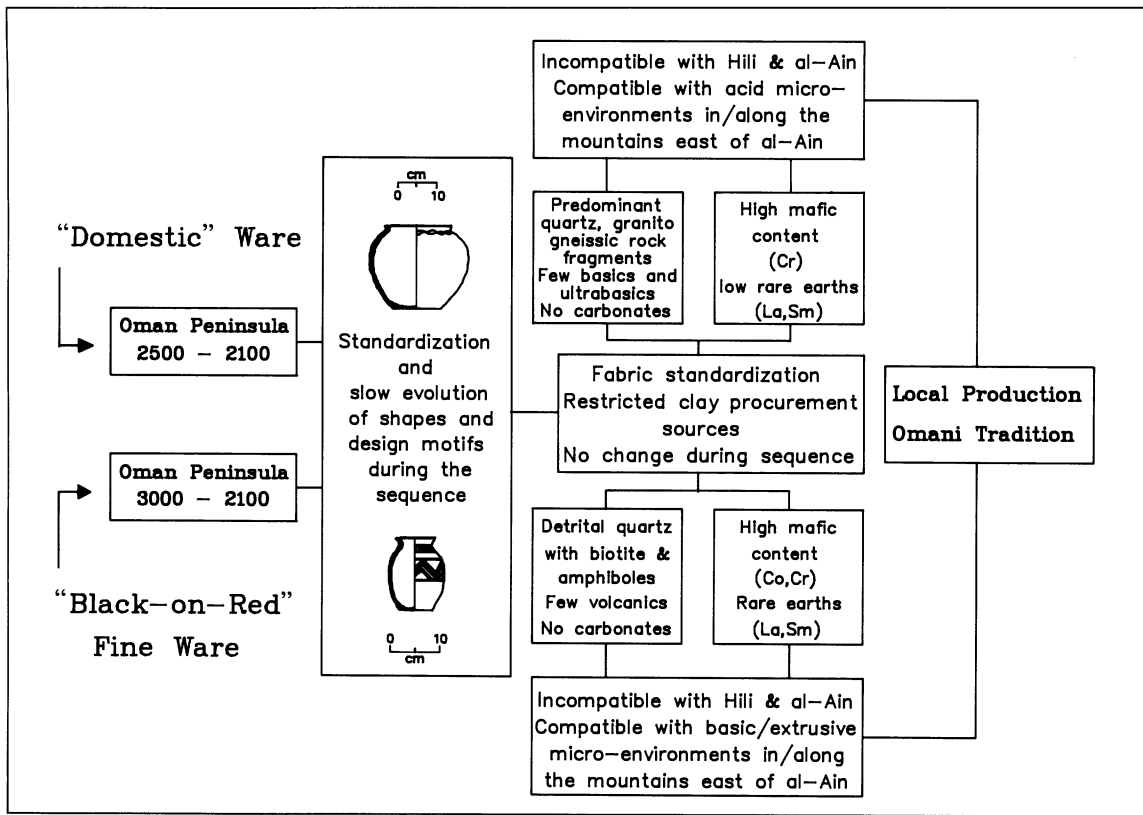 "Domestic" Ware
Oman Peninsula
2500 – 2100
Oman Peninsula
3000 – 2100
"Black-on-Red"
Fine Ware
cm
0 10
Standardization
and
slow evolution
of shapes and
design motifs
during the
sequence
0 10
cm
Incompatible with Hili & al-Ain
Compatible with acid micro-
environments in/along the
mountains east of al-Ain
Predominant
quartz, granito
gneissic rock
fragments
Few basics and
ultrabasics
No carbonates
High mafic
content
(Cr)
low rare earths
(La,Sm)
Fabric standardization
Restricted clay procurement
sources
No change during sequence
Detrital quartz
with biotite &
amphiboles
Few volcanics
No carbonates
High mafic
content
(Co,Cr)
Rare earths
(La,Sm)
Incompatible with Hili & al-Ain
Compatible with basic/extrusive
micro-environments in/along
the mountains east of al-Ain
Local Production
Omani Tradition